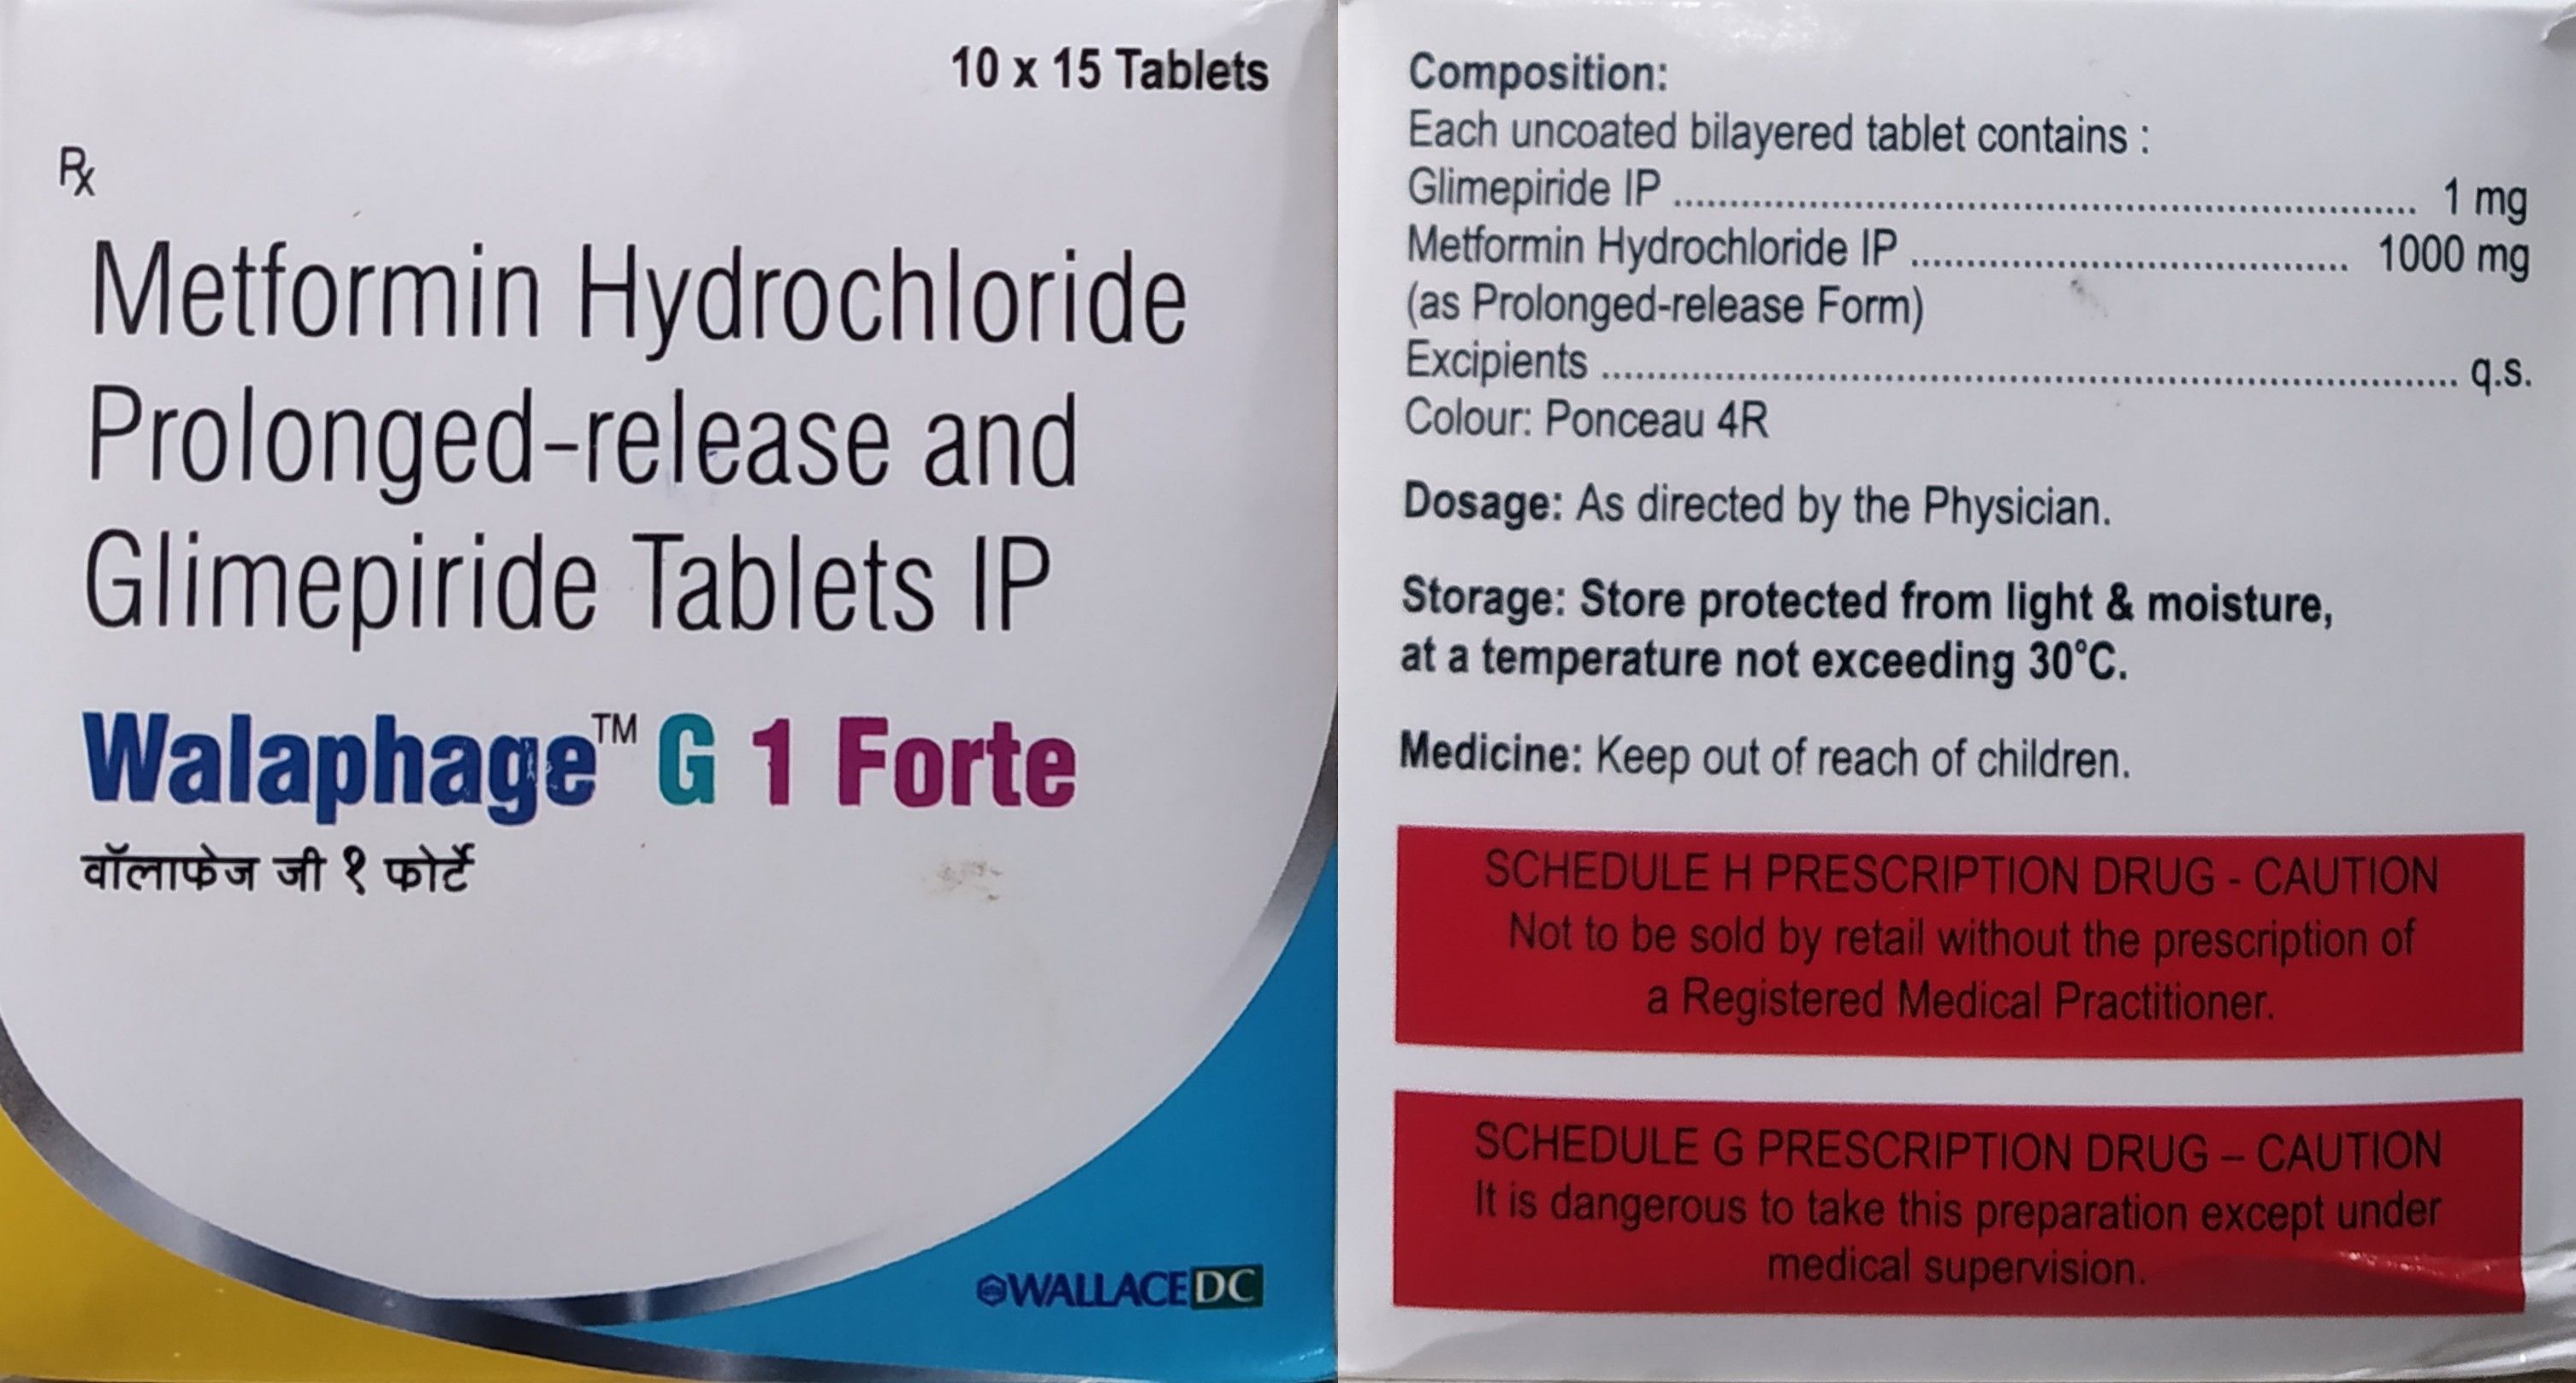 10 x 15 Tablets
Rx
Metformin Hydrochloride
Prolonged-release and
Glimepiride Tablets IP
Walaphage™ G 1 Forte
वॉलाफेज जी १ फोर्टे
WALLACE DC
Composition:
Each uncoated bilayered tablet contains :
Glimepiride IP ........................................................................ 1 mg
Metformin Hydrochloride IP ........................................ 1000 mg
(as Prolonged-release Form)
Excipients .................................................................................. q.s.
Colour: Ponceau 4R
Dosage: As directed by the Physician.
Storage: Store protected from light & moisture,
at a temperature not exceeding 30°C.
Medicine: Keep out of reach of children.
SCHEDULE H PRESCRIPTION DRUG - CAUTION
Not to be sold by retail without the prescription of
a Registered Medical Practitioner.
SCHEDULE G PRESCRIPTION DRUG – CAUTION
It is dangerous to take this preparation except under
medical supervision.